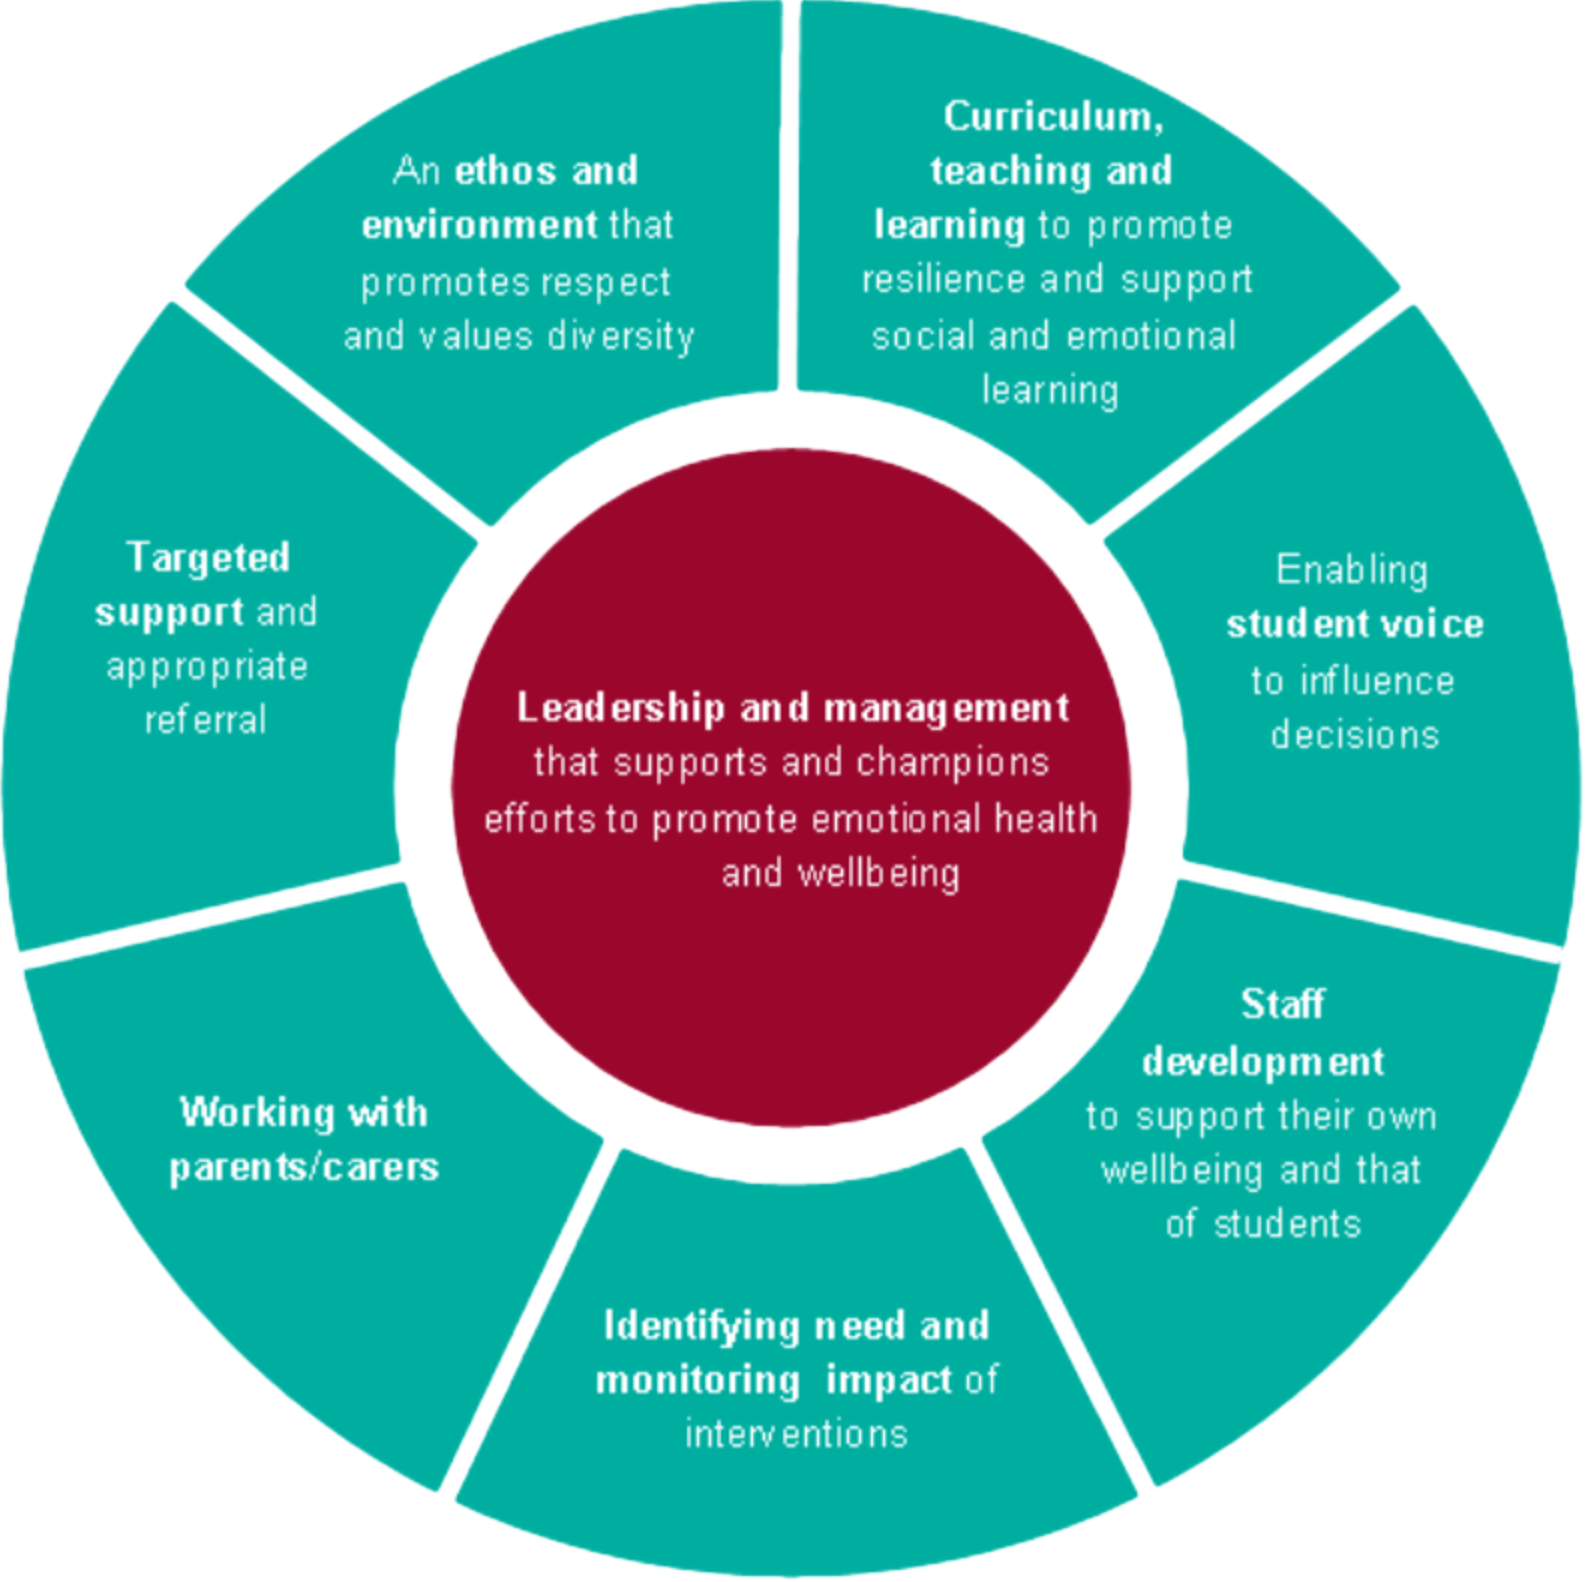 An ethos and
environment that
promotes respect
and values diversity
Curriculum,
teaching and
learning to promote
resilience and support
social and emotional
learning
Enabling
student voice
to influence
decisions
Staff
development
to support their own
wellbeing and that
of students
Identifying need and
monitoring impact of
interventions
Working with
parents/carers
Targeted
support and
appropriate
referral
Leadership and management
that supports and champions
efforts to promote emotional health
and wellbeing